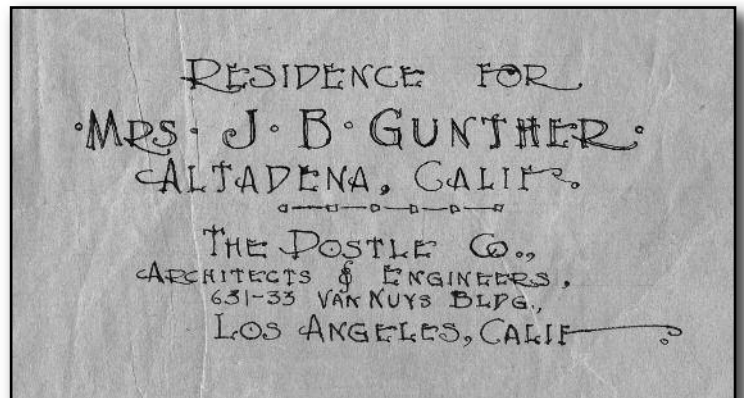 RESIDENCE FOR
·MRS· J· B· GUNTHER·
ALTADENA, CALIF.
THE POSTLE CO.,
ARCHITECTS & ENGINEERS,
631-33 VAN NUYS BLDG.,
LOS ANGELES, CALIF